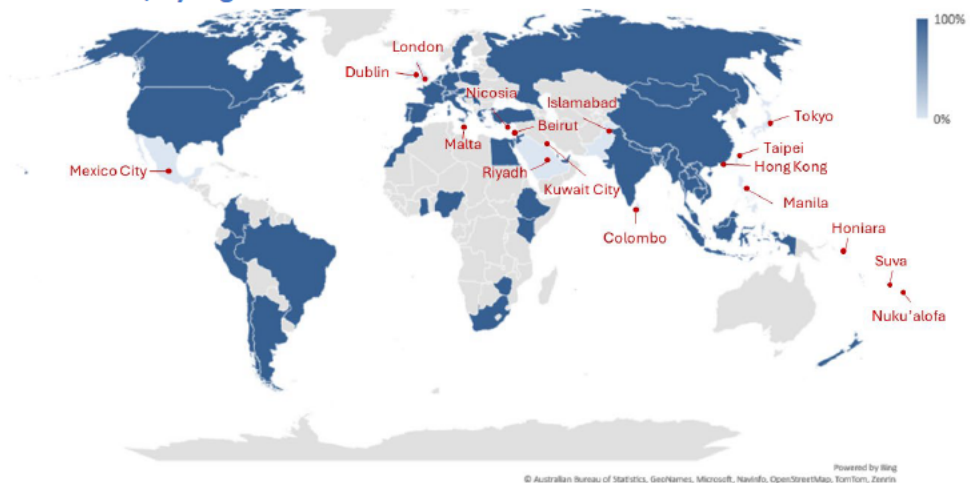 100%
0%
London
Dublin
Nicosia
Islamabad
Tokyo
Malta
Beirut
Taipei
Hong Kong
Mexico City
Riyadh
Kuwait City
Manila
Colombo
Honiara
Suva
Nuku'alofa
Powered by Bing
© Australian Bureau of Statistics, GeoNames, Microsoft, Navinfo, OpenStreetMap, TomTom, Zenrin